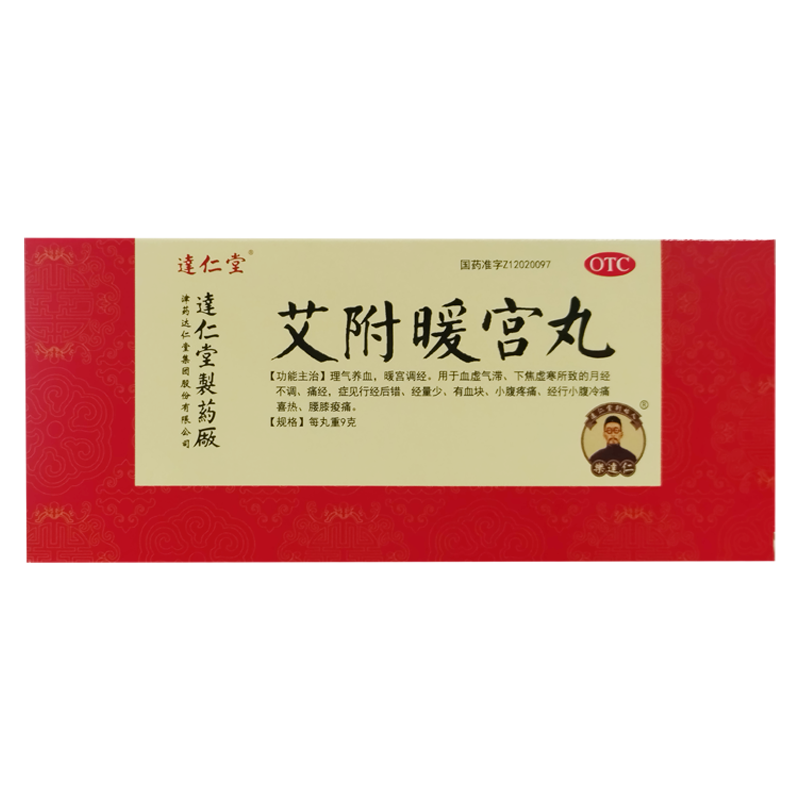 達仁堂®
国药准字Z12020097
OTC
達仁堂製药厰
津药达仁堂集团股份有限公司
艾附暖宫丸
【功能主治】理气养血，暖宫调经。用于血虚气滞、下焦虚寒所致的月经
不调、痛经，症见行经后错、经量少、有血块、小腹疼痛、经行小腹冷痛
喜热、腰膝痠痛。
【规格】每丸重9克
®
樂達仁